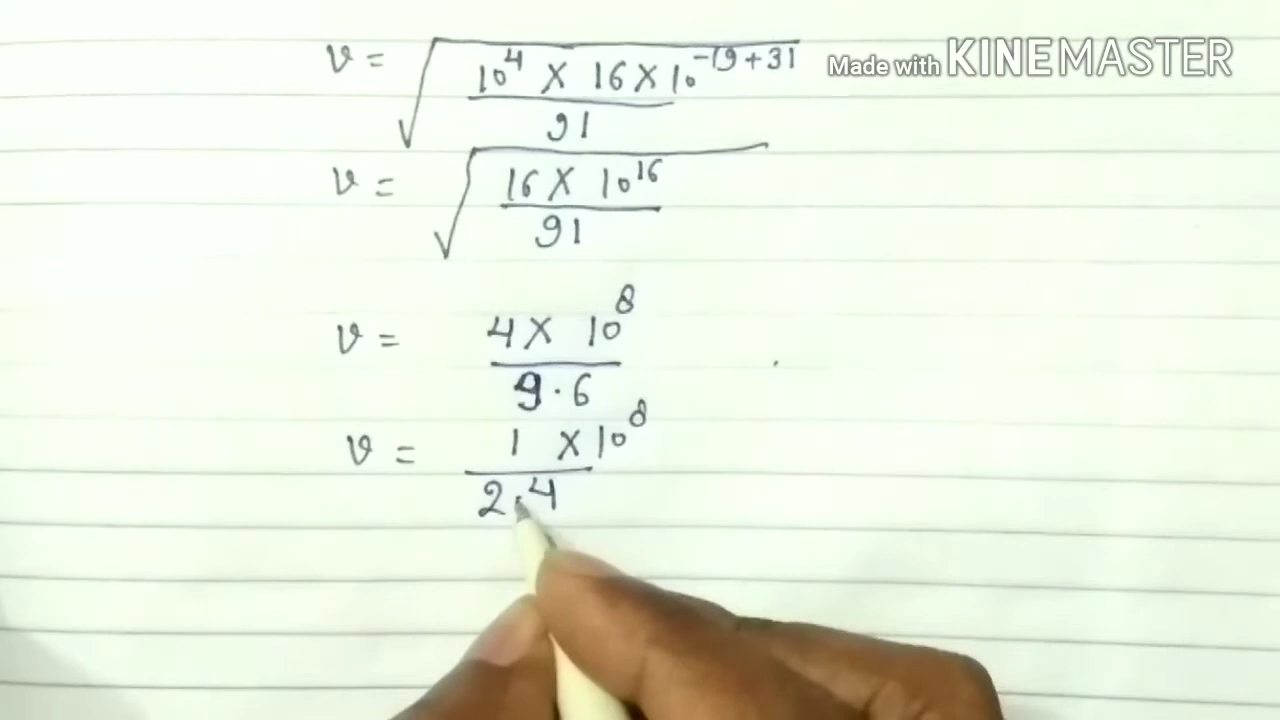 Made with KINEMASTER
v = √(10⁴ X 16 X 10⁻¹⁹⁺³¹ / 91)
v = √(16 X 10¹⁶ / 91)
v = 4 X 10⁸ / 9.6
v = 1 X 10⁸ / 2.4